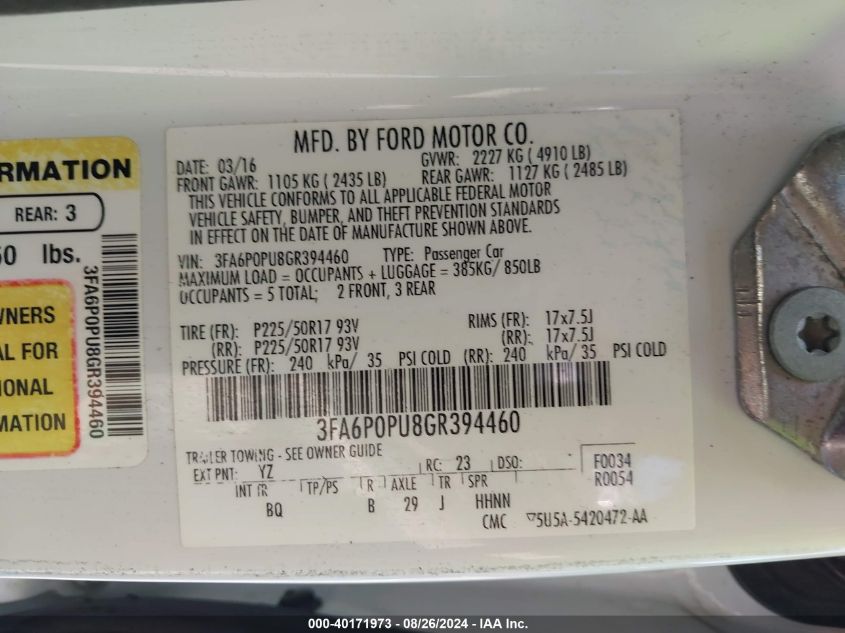 RMATION
REAR: 3
lbs.
3FA6P0PU8GR394460
WNERS
AL FOR
IONAL
MATION
MFD. BY FORD MOTOR CO.
DATE: 03/16 GVWR: 2227 KG ( 4910 LB)
FRONT GAWR: 1105 KG ( 2435 LB) REAR GAWR: 1127 KG ( 2485 LB)
THIS VEHICLE CONFORMS TO ALL APPLICABLE FEDERAL MOTOR
VEHICLE SAFETY, BUMPER, AND THEFT PREVENTION STANDARDS
IN EFFECT ON THE DATE OF MANUFACTURE SHOWN ABOVE.
VIN: 3FA6P0PU8GR394460 TYPE: Passenger Car
MAXIMUM LOAD = OCCUPANTS + LUGGAGE = 385KG/ 850LB
OCCUPANTS = 5 TOTAL; 2 FRONT, 3 REAR
TIRE (FR): P225/50R17 93V RIMS (FR): 17x7.5J
(RR): P225/50R17 93V (RR): 17x7.5J
PRESSURE (FR): 240 kPa/ 35 PSI COLD (RR): 240 kPa/ 35 PSI COLD
3FA6P0PU8GR394460
TRAILER TOWING - SEE OWNER GUIDE
EXT PNT: YZ RC: 23 DSO: F0034
INT TR TP/PS R AXLE TR SPR R0054
BQ B 29 J HHNN
CMC 5U5A-5420472-AA
000-40171973 - 08/26/2024 - IAA Inc.